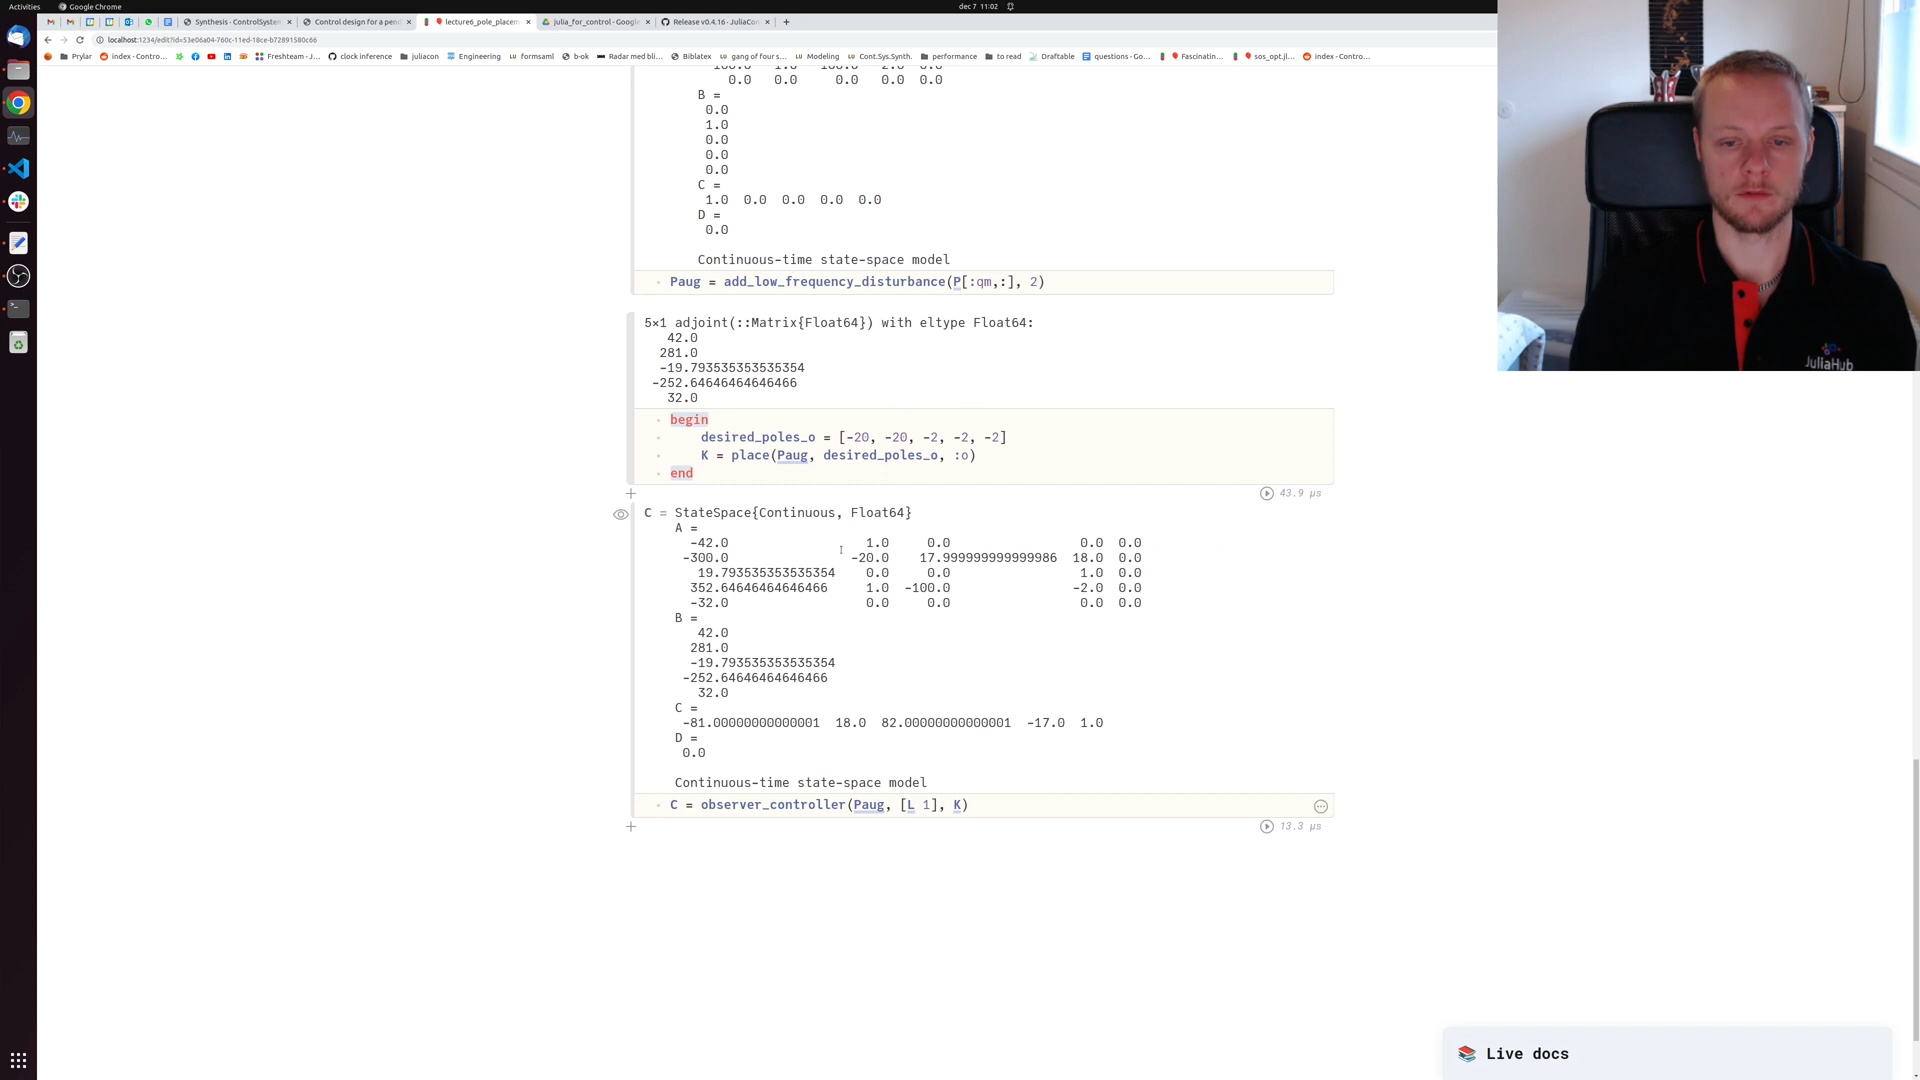 Activities
Google Chrome
dec 7 11:02
Synthesis · ControlSystem
Control design for a pend
lecture6_pole_placem
julia_for_control - Google
Release v0.4.16 · JuliaCon
localhost:1234/edit?id=53e06a04-760c-11ed-18ce-b72891580c66
Prylar
index - Contro...
Freshteam - J...
clock inference
juliacon
Engineering
formsaml
b-ok
Radar med bli...
Biblatex
gang of four s...
Modeling
Cont.Sys.Synth.
performance
to read
Draftable
questions - Go...
Fascinatin...
sos_opt.jl...
index - Contro...
0.0 0.0 0.0 0.0 0.0
B =
0.0
1.0
0.0
0.0
0.0
C =
1.0 0.0 0.0 0.0 0.0
D =
0.0
Continuous-time state-space model
Paug = add_low_frequency_disturbance(P[:qm,:], 2)
5×1 adjoint(::Matrix{Float64}) with eltype Float64:
42.0
281.0
-19.793535353535354
-252.64646464646466
32.0
begin
desired_poles_o = [-20, -20, -2, -2, -2]
K = place(Paug, desired_poles_o, :o)
end
43.9 μs
C = StateSpace{Continuous, Float64}
A =
-42.0 1.0 0.0 0.0 0.0
-300.0 -20.0 17.999999999999986 18.0 0.0
19.793535353535354 0.0 0.0 1.0 0.0
352.64646464646466 1.0 -100.0 -2.0 0.0
-32.0 0.0 0.0 0.0 0.0
B =
42.0
281.0
-19.793535353535354
-252.64646464646466
32.0
C =
-81.00000000000001 18.0 82.00000000000001 -17.0 1.0
D =
0.0
Continuous-time state-space model
C = observer_controller(Paug, [L 1], K)
13.3 μs
JuliaHub
Live docs